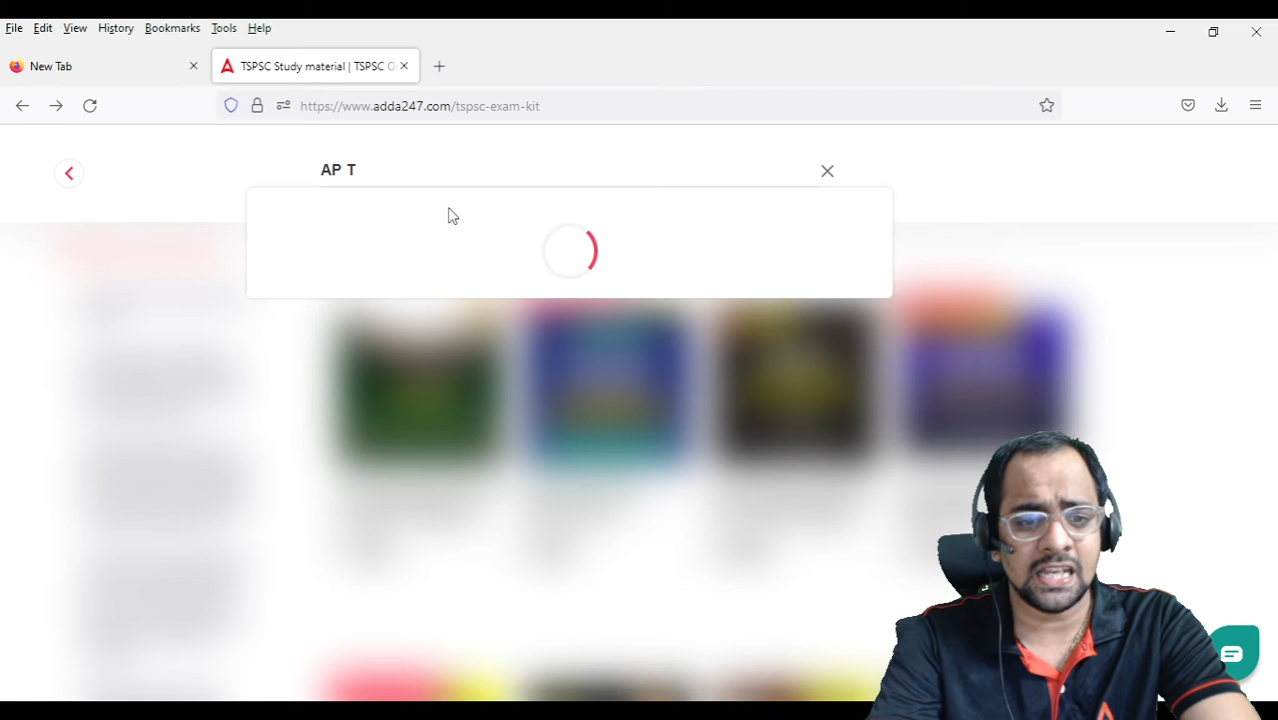 File Edit View History Bookmarks Tools Help
New Tab
TSPSC Study material | TSPSC O
https://www.adda247.com/tspsc-exam-kit
AP T